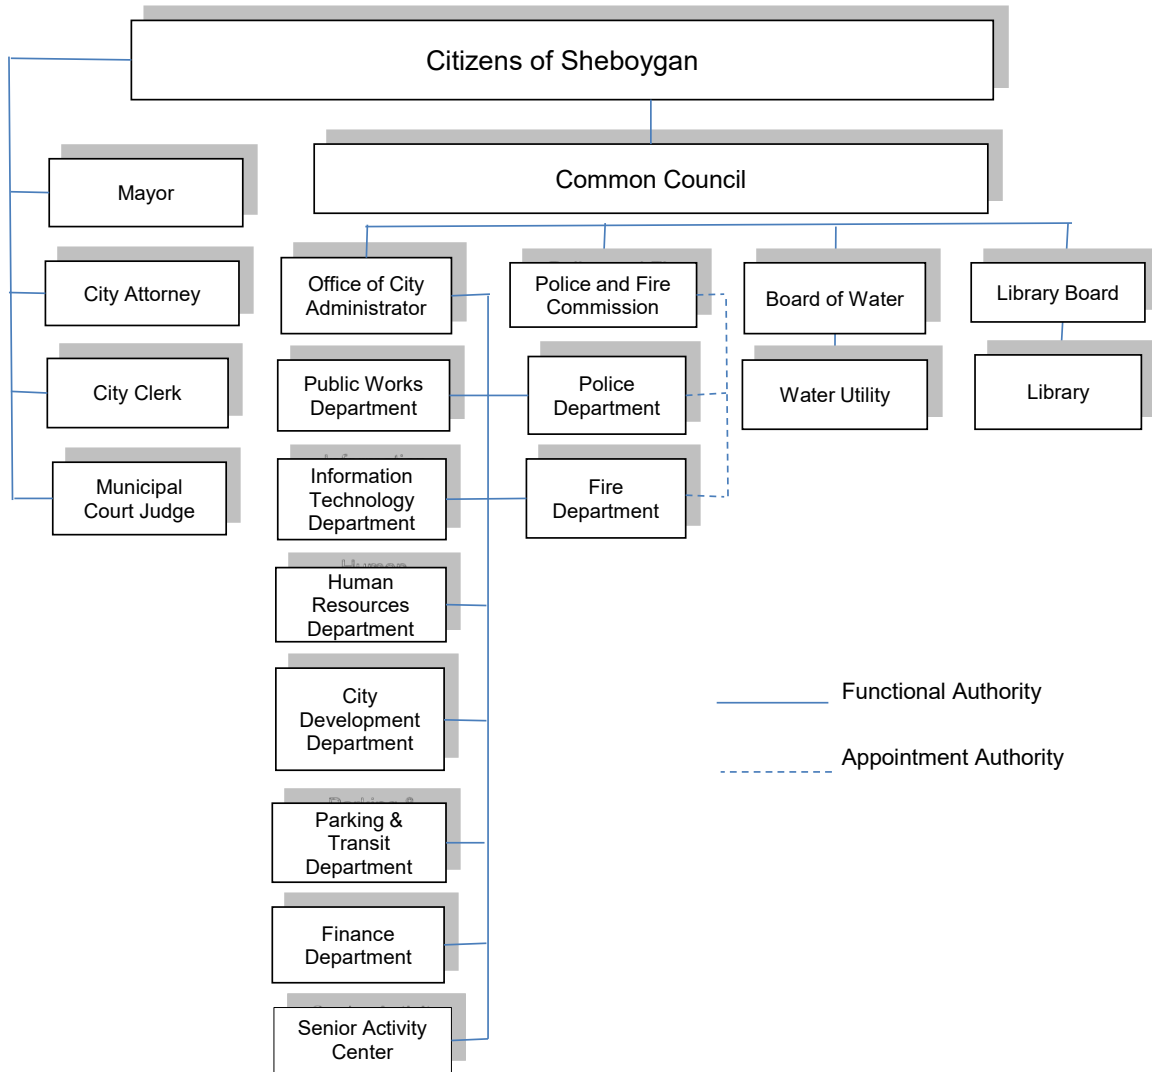 Citizens of Sheboygan
Common Council
Mayor
City Attorney
City Clerk
Municipal
Court Judge
Office of City
Administrator
Public Works
Department
Information
Technology
Department
Human
Resources
Department
City
Development
Department
Parking &
Transit
Department
Finance
Department
Senior Activity
Center
Police and Fire
Commission
Police
Department
Fire
Department
Board of Water
Water Utility
Library Board
Library
Functional Authority
Appointment Authority